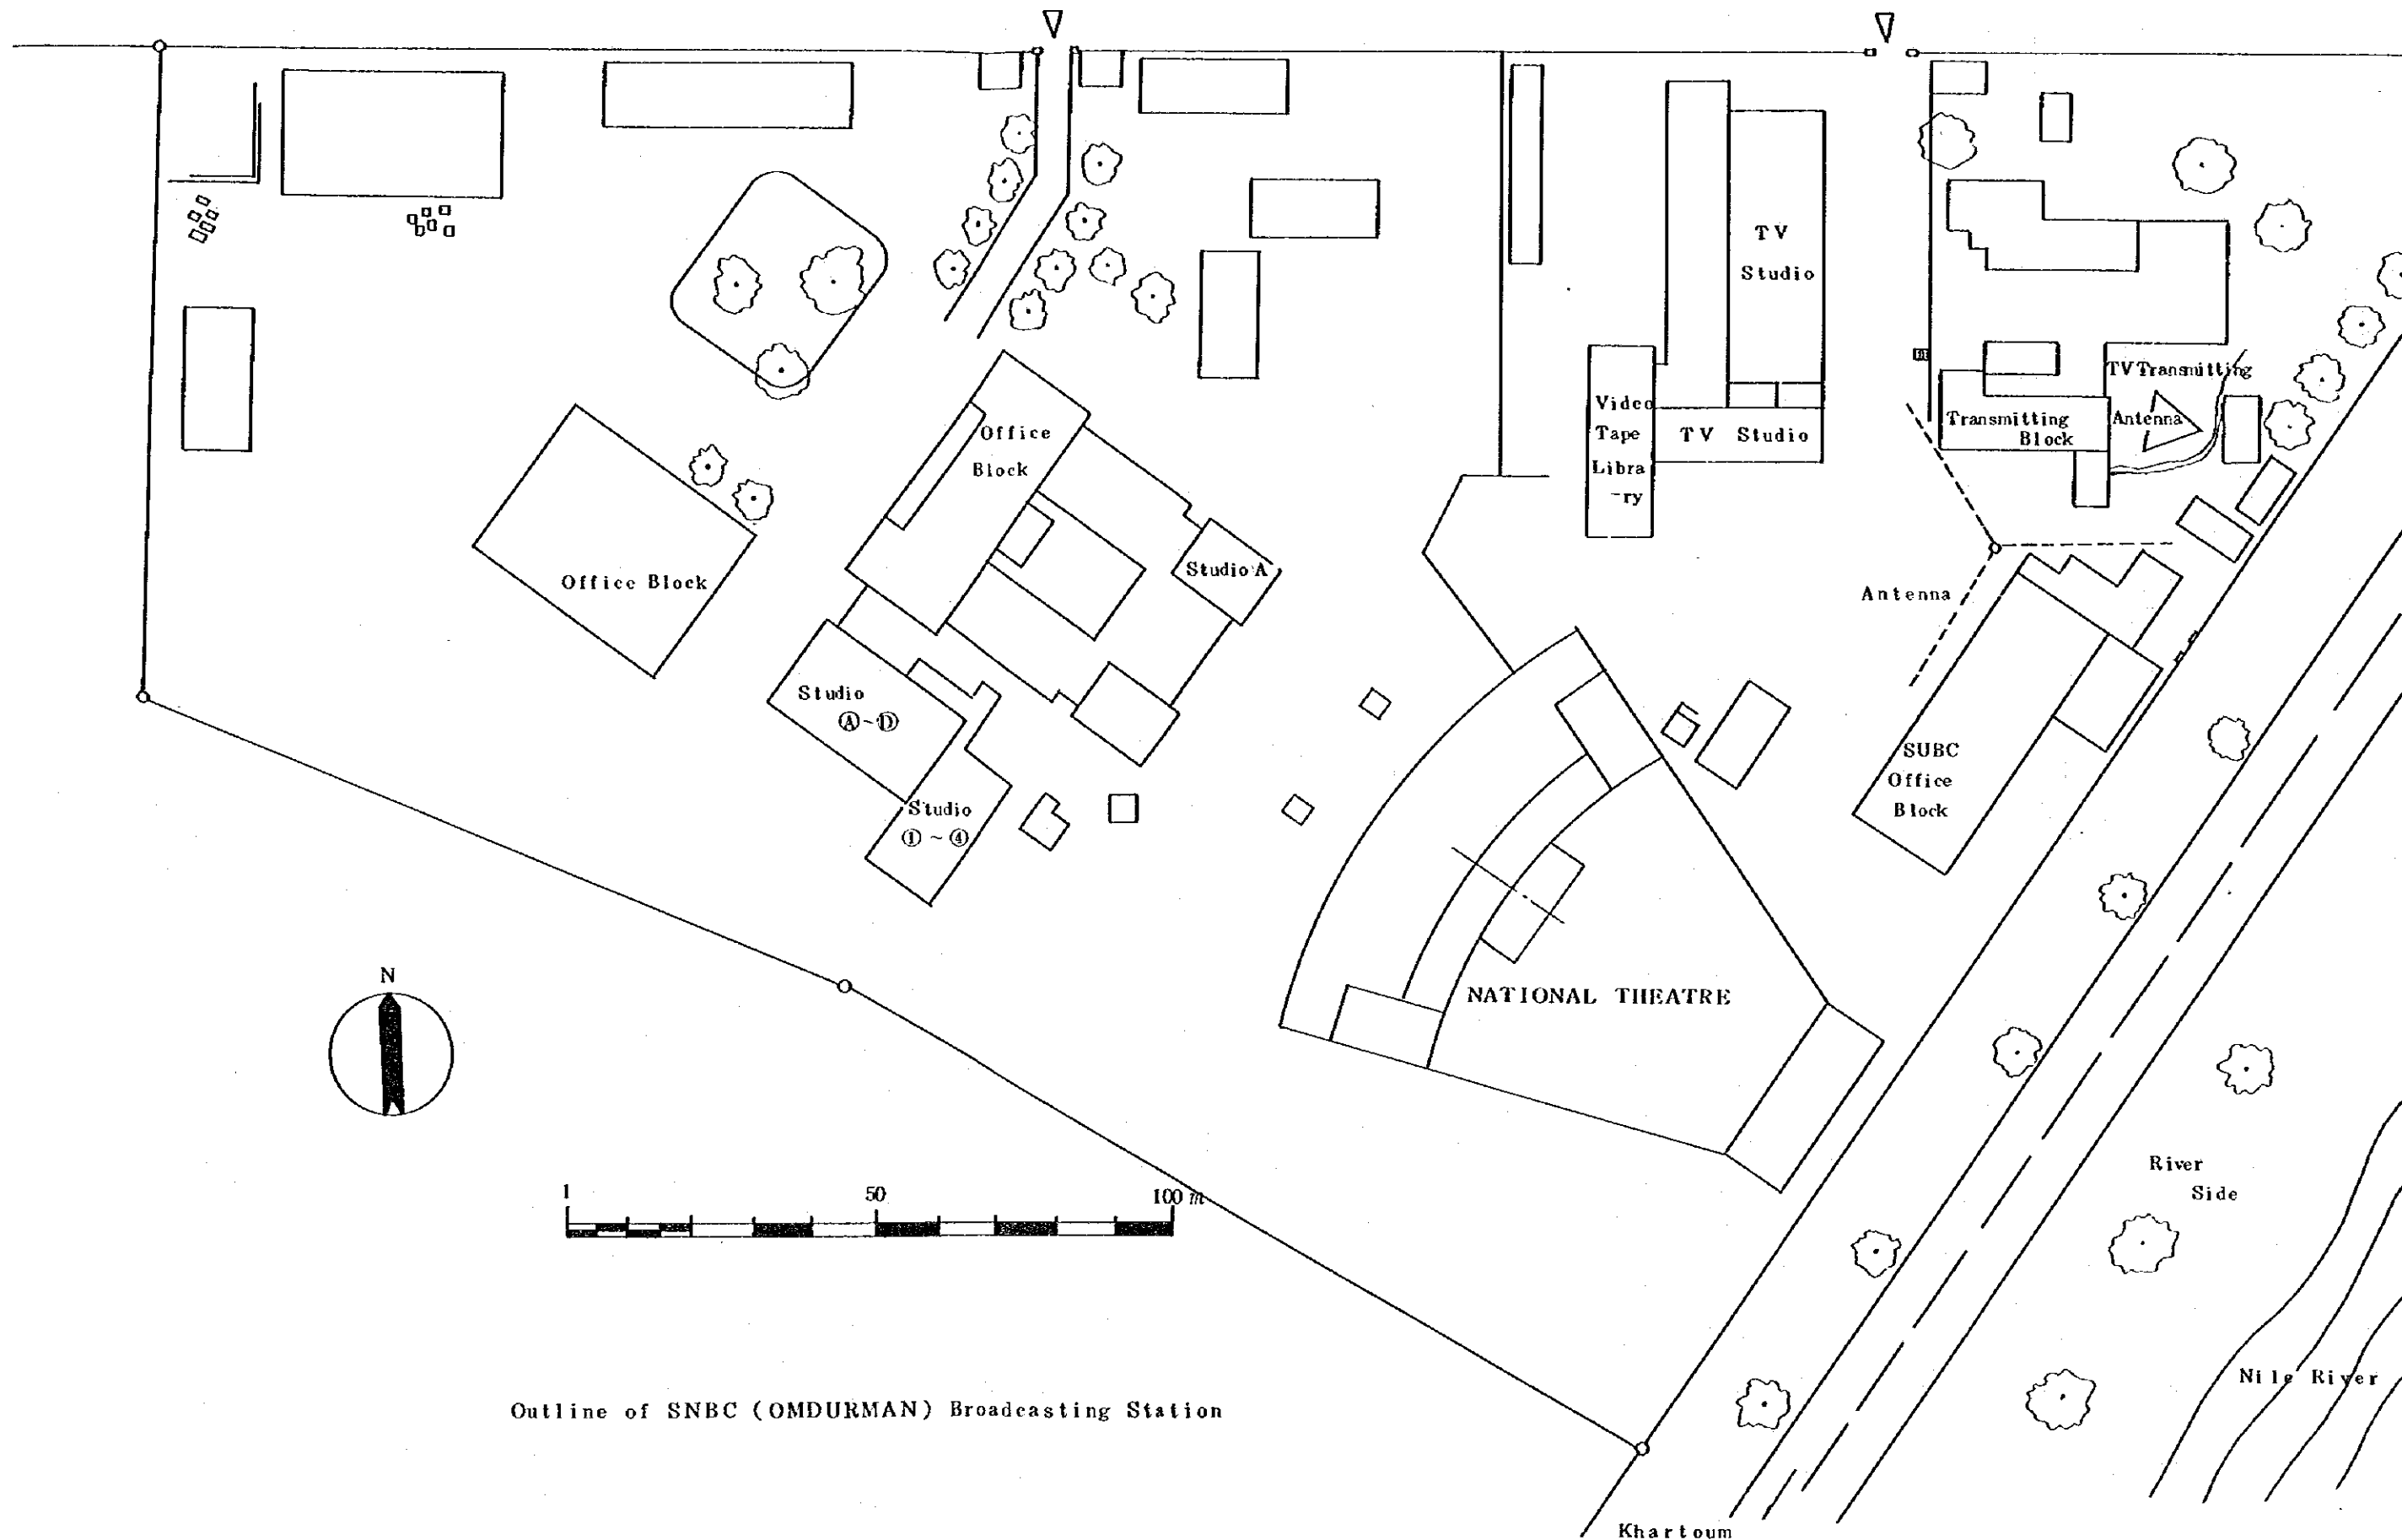 TV
Studio
TV Transmitting
Antenna
Transmitting
Block
Video
Tape
Libra
-ry
TV Studio
Office
Block
Studio A
Office Block
Antenna
Studio
Ⓐ~Ⓓ
SUBC
Office
Block
Studio
①~④
N
NATIONAL THEATRE
River
Side
1 50 100 m
Nile River
Outline of SNBC (OMDURMAN) Broadcasting Station
Khartoum